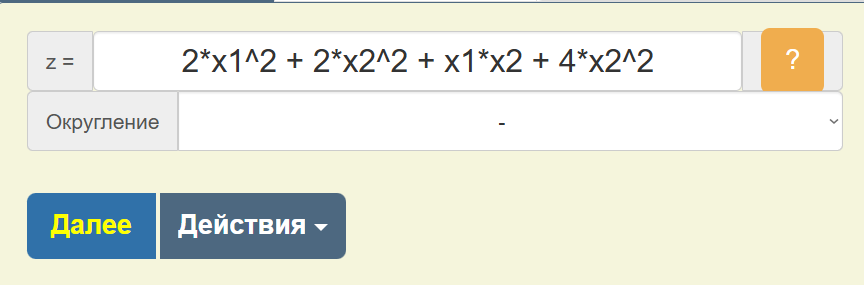 z = 2*x1^2 + 2*x2^2 + x1*x2 + 4*x2^2 ?
Округление -
Далее Действия